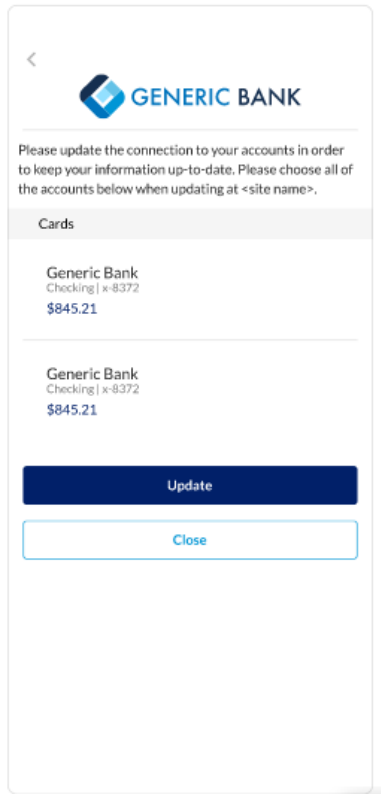 GENERIC BANK
Please update the connection to your accounts in order
to keep your information up-to-date. Please choose all of
the accounts below when updating at <site name>.
Cards
Generic Bank
Checking | x-8372
$845.21
Generic Bank
Checking | x-8372
$845.21
Update
Close